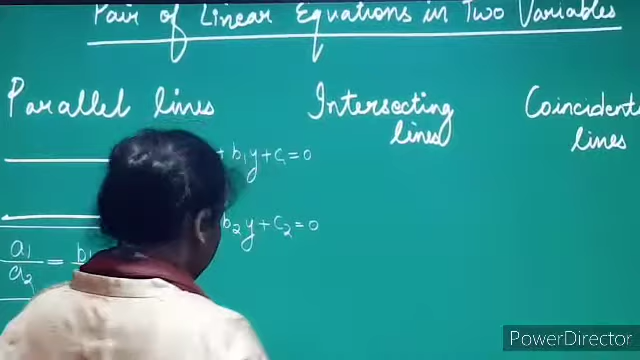 Pair of Linear Equations in Two Variables
Parallel lines
Intersecting lines
Coincident lines
+ b₁y + c₁ = 0
b₂y + c₂ = 0
a₁/a₂ = b₁
PowerDirector